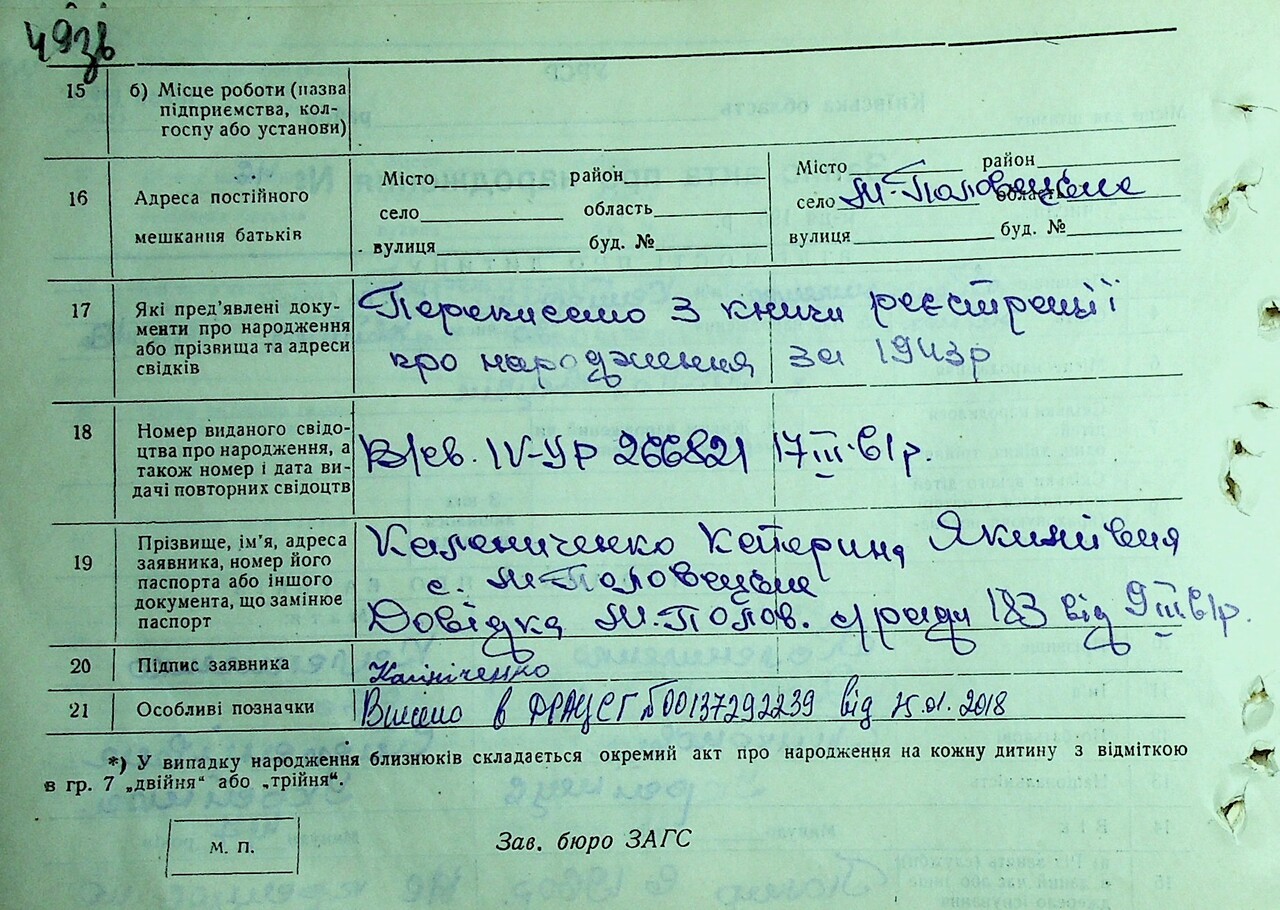 49зв
15 б) Місце роботи (назва
підприємства, кол-
госпу або установи)
16 Адреса постійного
мешкання батьків
Місто район
село область
вулиця буд. №
Місто район
село М-Половецьке область
вулиця буд. №
17 Які пред'явлені доку-
менти про народження
або прізвища та адреси
свідків
Переписано з книги реєстрації
про народження за 1943р
18 Номер виданого свідо-
цтва про народження, а
також номер і дата ви-
дачі повторних свідоцтв
В/св. IV-УР 266821 17 III в/р.
19 Прізвище, ім'я, адреса
заявника, номер його
паспорта або іншого
документа, що замінює
паспорт
Калениченко Катерина Якимівня
с. М-Половецьке
Довідка М.-Полов. с/ради 183 від 9 III в/р.
20 Підпис заявника
21 Особливі позначки
Внесено в ДРАЦСГ №00137292239 від 15.01.2018
*) У випадку народження близнюків складається окремий акт про народження на кожну дитину з відміткою
в гр. 7 „двійня“ або „трійня“.
м. п.
Зав. бюро ЗАГС